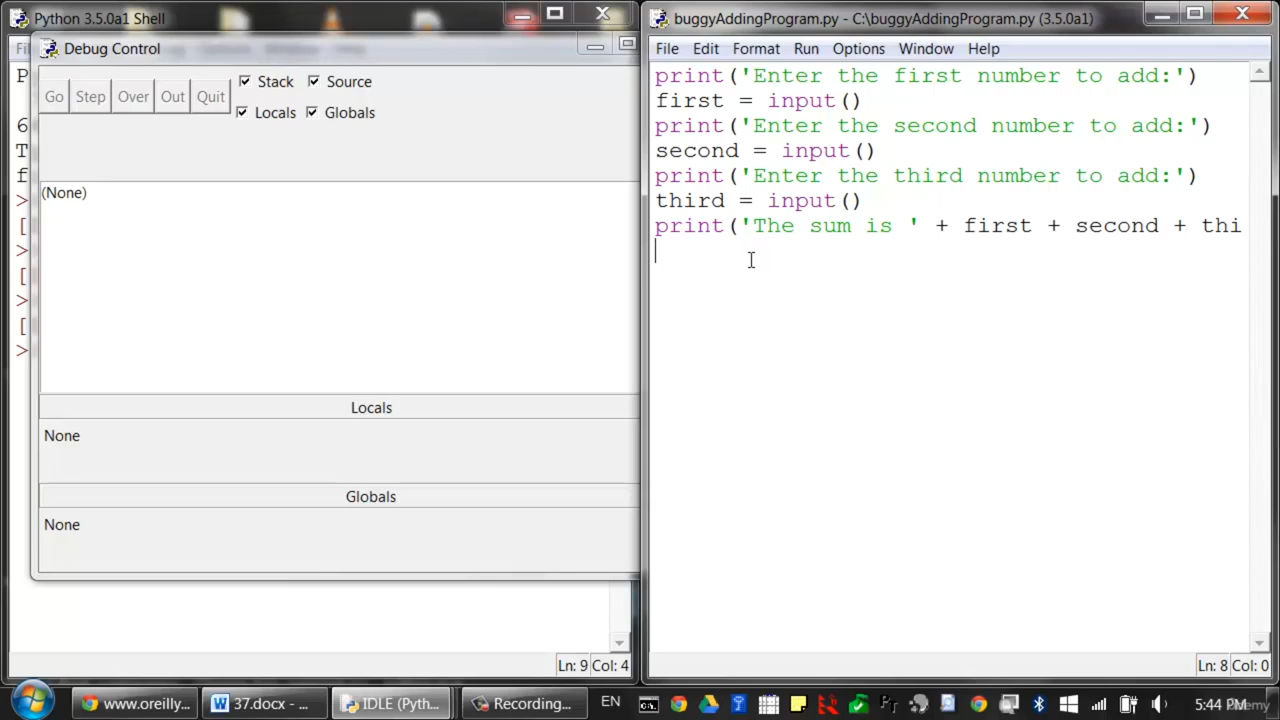 Python 3.5.0a1 Shell
Debug Control
Go Step Over Out Quit
Stack Source
Locals Globals
(None)
Locals
None
Globals
None
Ln: 9 Col: 4
buggyAddingProgram.py - C:\buggyAddingProgram.py (3.5.0a1)
File Edit Format Run Options Window Help
print('Enter the first number to add:')
first = input()
print('Enter the second number to add:')
second = input()
print('Enter the third number to add:')
third = input()
print('The sum is ' + first + second + thi
Ln: 8 Col: 0
www.oreilly... 37.docx - ... IDLE (Pyth... Recording... EN 5:44 PM